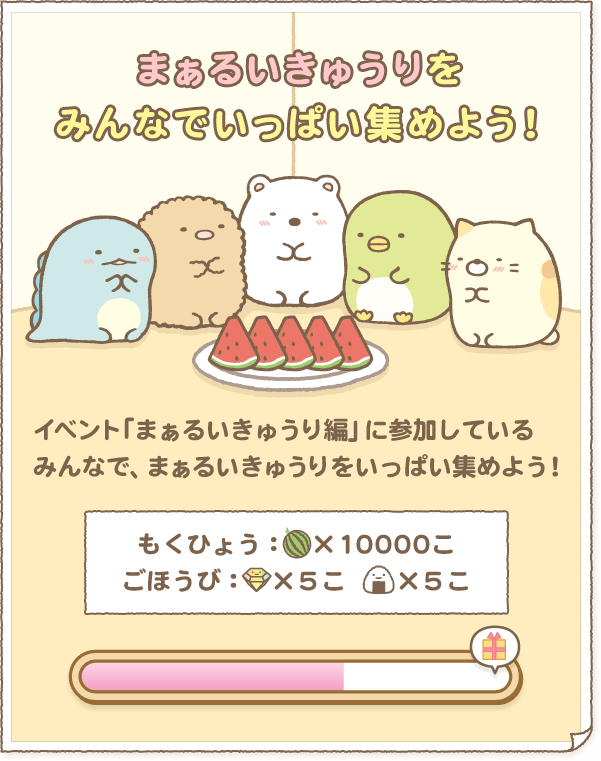 まぁるいきゅうりを
みんなでいっぱい集めよう！
イベント「まぁるいきゅうり編」に参加している
みんなで、まぁるいきゅうりをいっぱい集めよう！
もくひょう：×10000こ
ごほうび：×5こ ×5こ